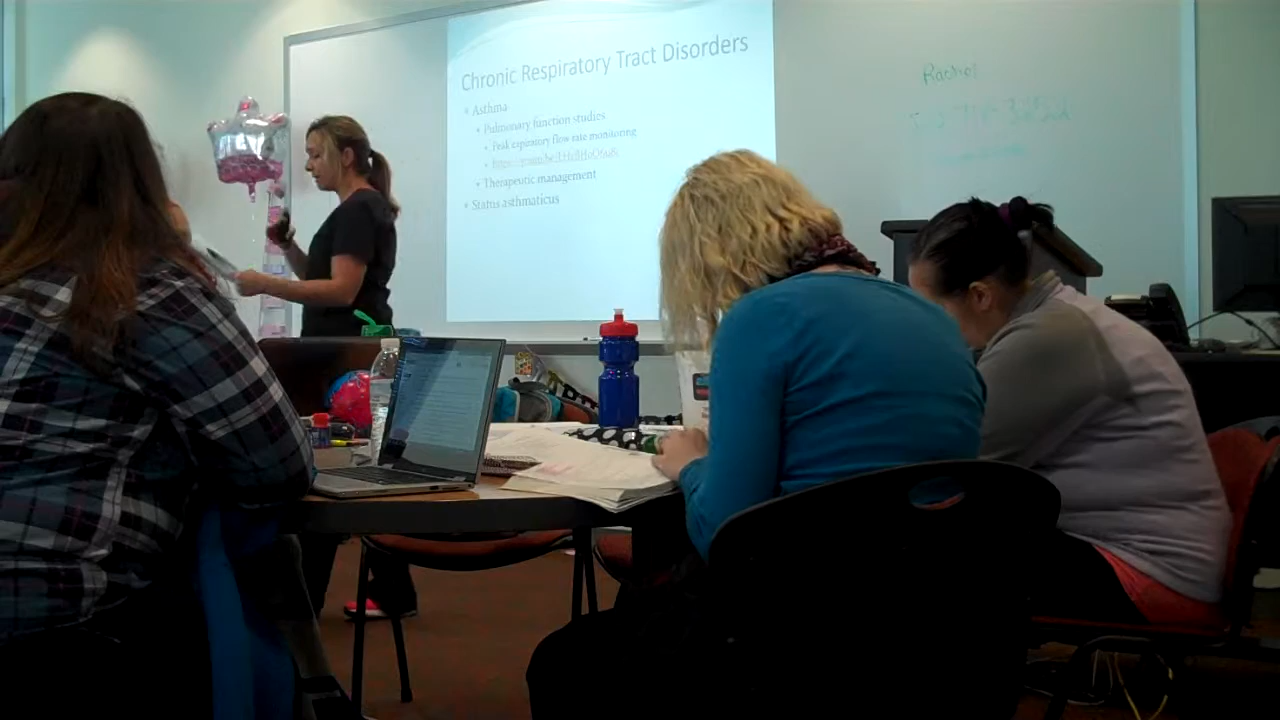 Chronic Respiratory Tract Disorders
Asthma
Pulmonary function studies
Peak expiratory flow rate monitoring
Therapeutic management
Status asthmaticus
Rachel